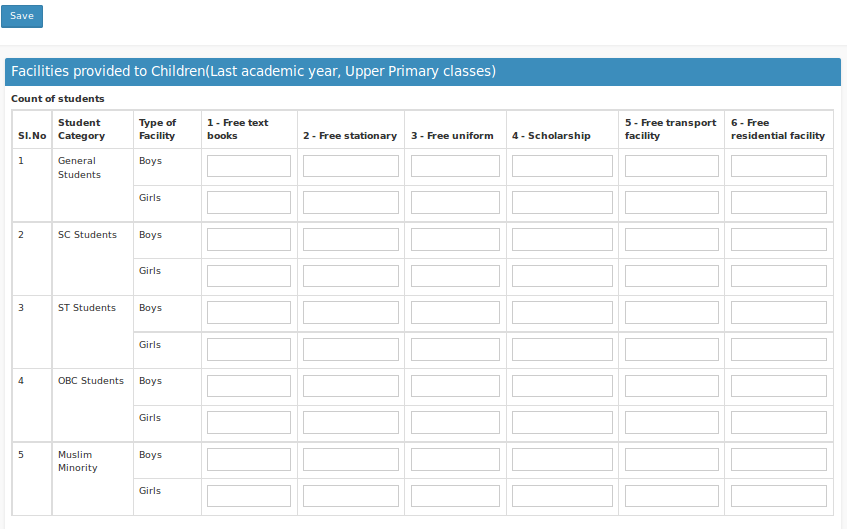 Save
Facilities provided to Children(Last academic year, Upper Primary classes)
Count of students
Sl.No Student Category Type of Facility 1 - Free text books 2 - Free stationary 3 - Free uniform 4 - Scholarship 5 - Free transport facility 6 - Free residential facility
1 General Students Boys
Girls
2 SC Students Boys
Girls
3 ST Students Boys
Girls
4 OBC Students Boys
Girls
5 Muslim Minority Boys
Girls